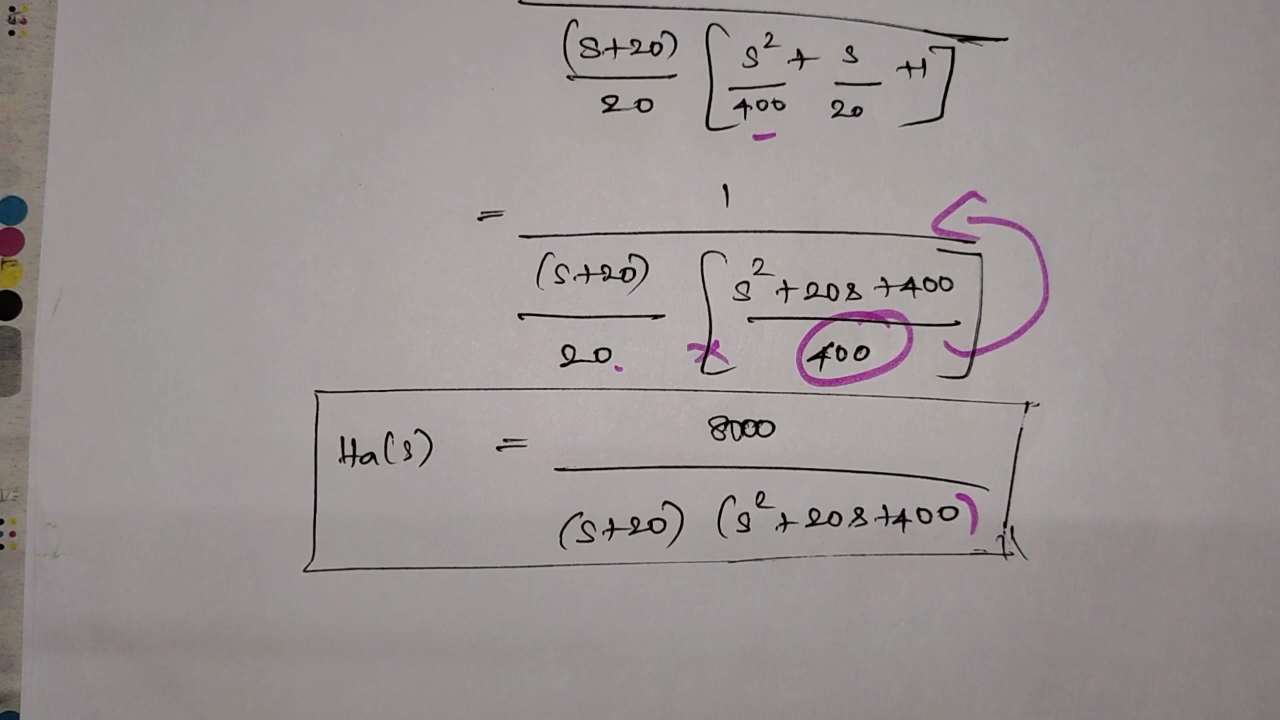 (s+20) [ s² + s +1 ]
20 400 20
= 1
(s+20) [ s² +20s +400 ]
20 × 400
Ha(s) = 8000
(s+20) (s² +20s +400)